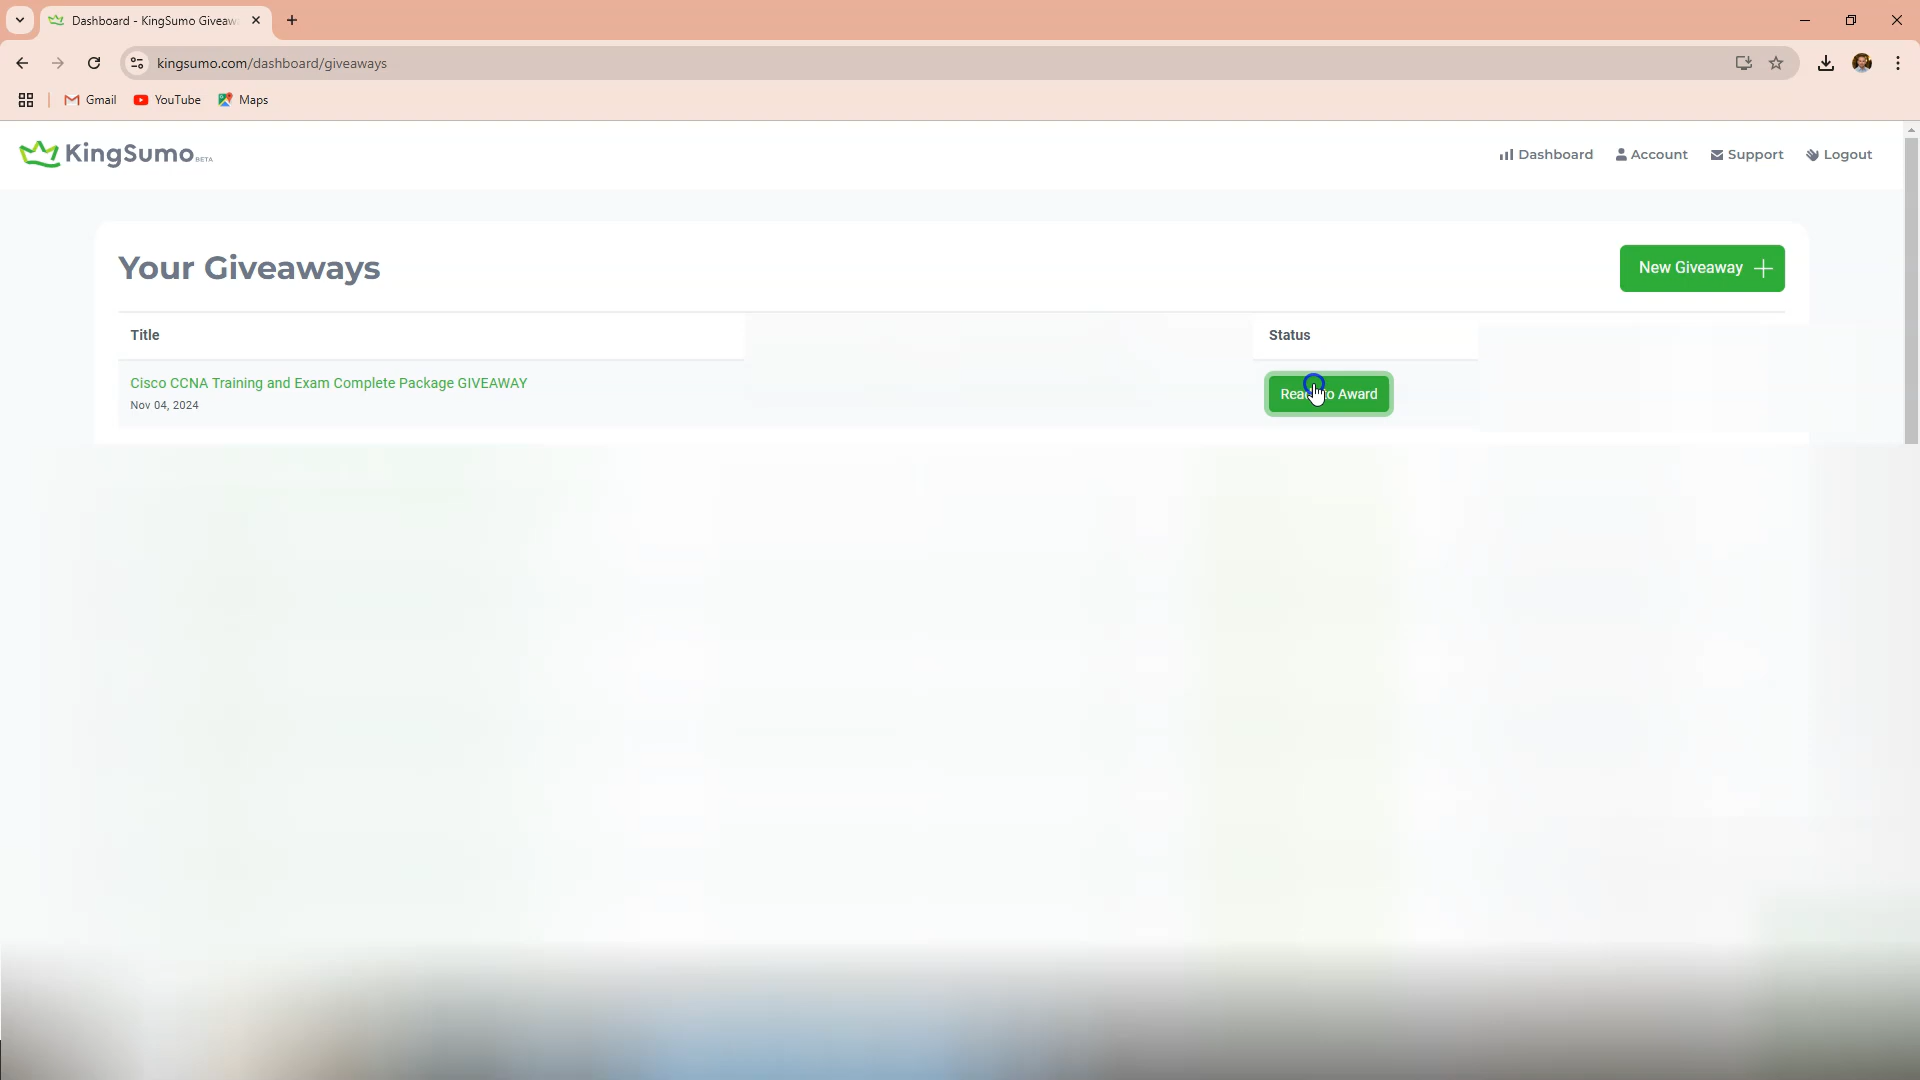 Dashboard - KingSumo Giveaw
kingsumo.com/dashboard/giveaways
Gmail
YouTube
Maps
KingSumo BETA
Dashboard
Account
Support
Logout
Your Giveaways
New Giveaway
Title
Status
Cisco CCNA Training and Exam Complete Package GIVEAWAY
Nov 04, 2024
Award